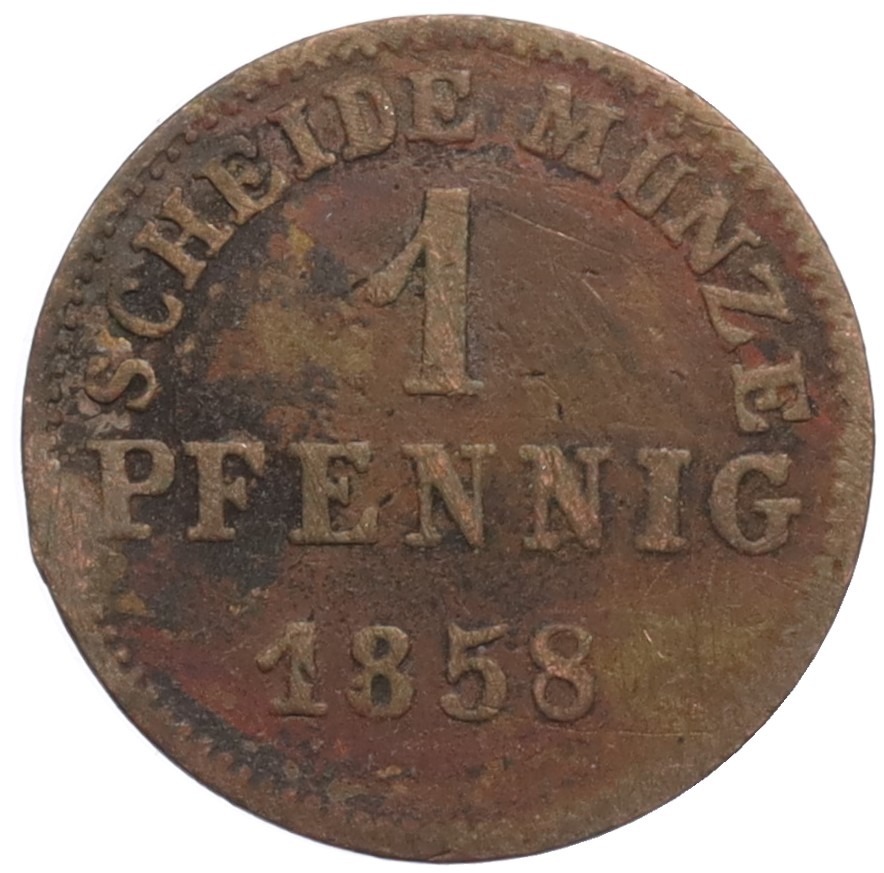 SCHEIDE MÜNZE
1
PFENNIG
1858